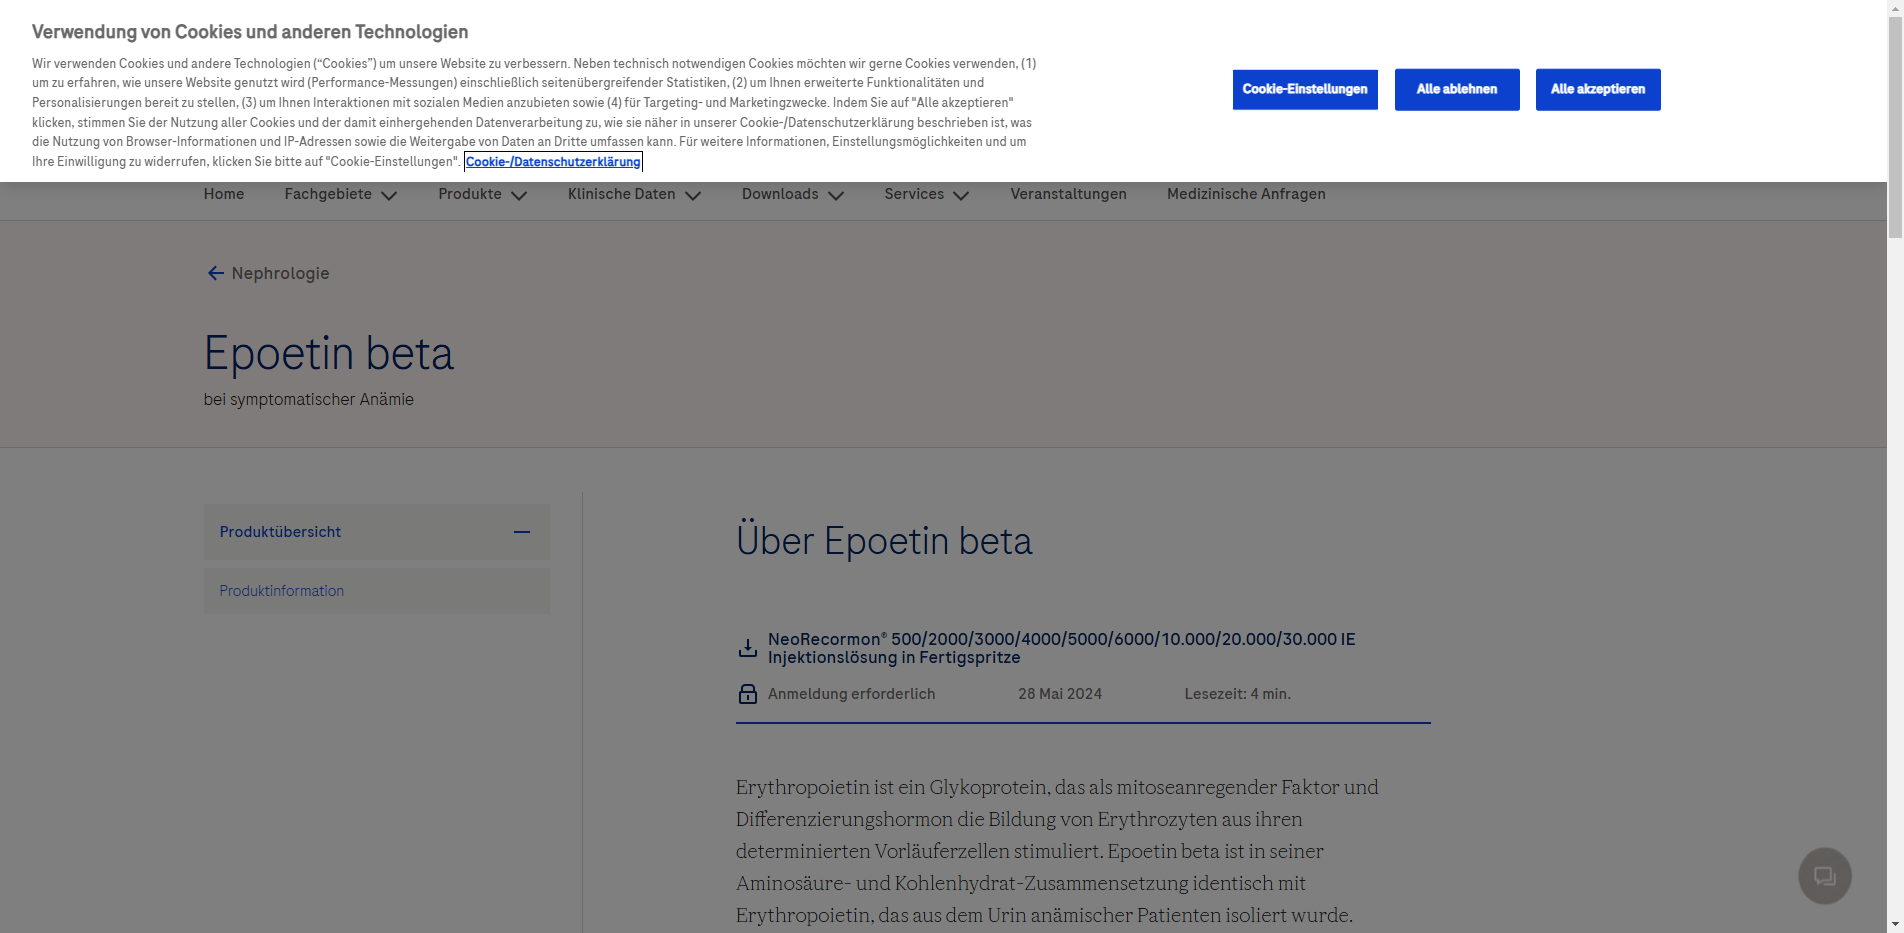 Verwendung von Cookies und anderen Technologien
Wir verwenden Cookies und andere Technologien (“Cookies”) um unsere Website zu verbessern. Neben technisch notwendigen Cookies möchten wir gerne Cookies verwenden, (1)
um zu erfahren, wie unsere Website genutzt wird (Performance-Messungen) einschließlich seitenübergreifender Statistiken, (2) um Ihnen erweiterte Funktionalitäten und
Personalisierungen bereit zu stellen, (3) um Ihnen Interaktionen mit sozialen Medien anzubieten sowie (4) für Targeting- und Marketingzwecke. Indem Sie auf "Alle akzeptieren"
klicken, stimmen Sie der Nutzung aller Cookies und der damit einhergehenden Datenverarbeitung zu, wie sie näher in unserer Cookie-/Datenschutzerklärung beschrieben ist, was
die Nutzung von Browser-Informationen und IP-Adressen sowie die Weitergabe von Daten an Dritte umfassen kann. Für weitere Informationen, Einstellungsmöglichkeiten und um
Ihre Einwilligung zu widerrufen, klicken Sie bitte auf "Cookie-Einstellungen". Cookie-/Datenschutzerklärung
Cookie-Einstellungen Alle ablehnen Alle akzeptieren
Home Fachgebiete Produkte Klinische Daten Downloads Services Veranstaltungen Medizinische Anfragen
Nephrologie
Epoetin beta
bei symptomatischer Anämie
Produktübersicht
Produktinformation
Über Epoetin beta
NeoRecormon® 500/2000/3000/4000/5000/6000/10.000/20.000/30.000 IE
Injektionslösung in Fertigspritze
Anmeldung erforderlich 28 Mai 2024 Lesezeit: 4 min.
Erythropoietin ist ein Glykoprotein, das als mitoseanregender Faktor und
Differenzierungshormon die Bildung von Erythrozyten aus ihren
determinierten Vorläuferzellen stimuliert. Epoetin beta ist in seiner
Aminosäure- und Kohlenhydrat-Zusammensetzung identisch mit
Erythropoietin, das aus dem Urin anämischer Patienten isoliert wurde.